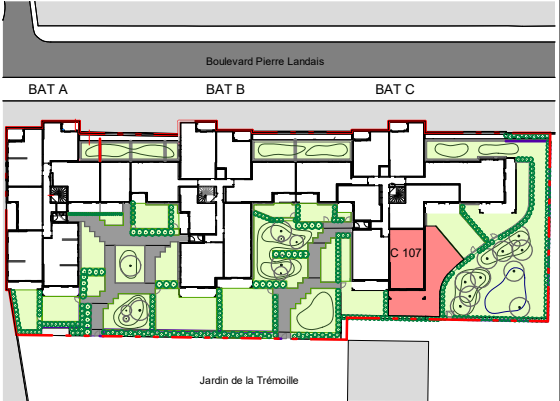 Boulevard Pierre Landais
BAT A
BAT B
BAT C
C 107
Jardin de la Trémoille